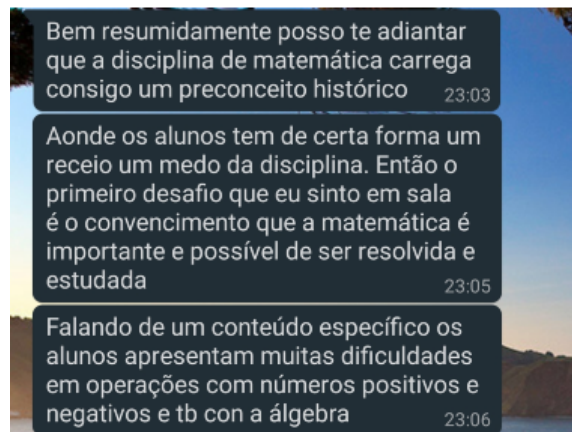 Bem resumidamente posso te adiantar
que a disciplina de matemática carrega
consigo um preconceito histórico 23:03
Aonde os alunos tem de certa forma um
receio um medo da disciplina. Então o
primeiro desafio que eu sinto em sala
é o convencimento que a matemática é
importante e possível de ser resolvida e
estudada 23:05
Falando de um conteúdo específico os
alunos apresentam muitas dificuldades
em operações com números positivos e
negativos e tb con a álgebra 23:06